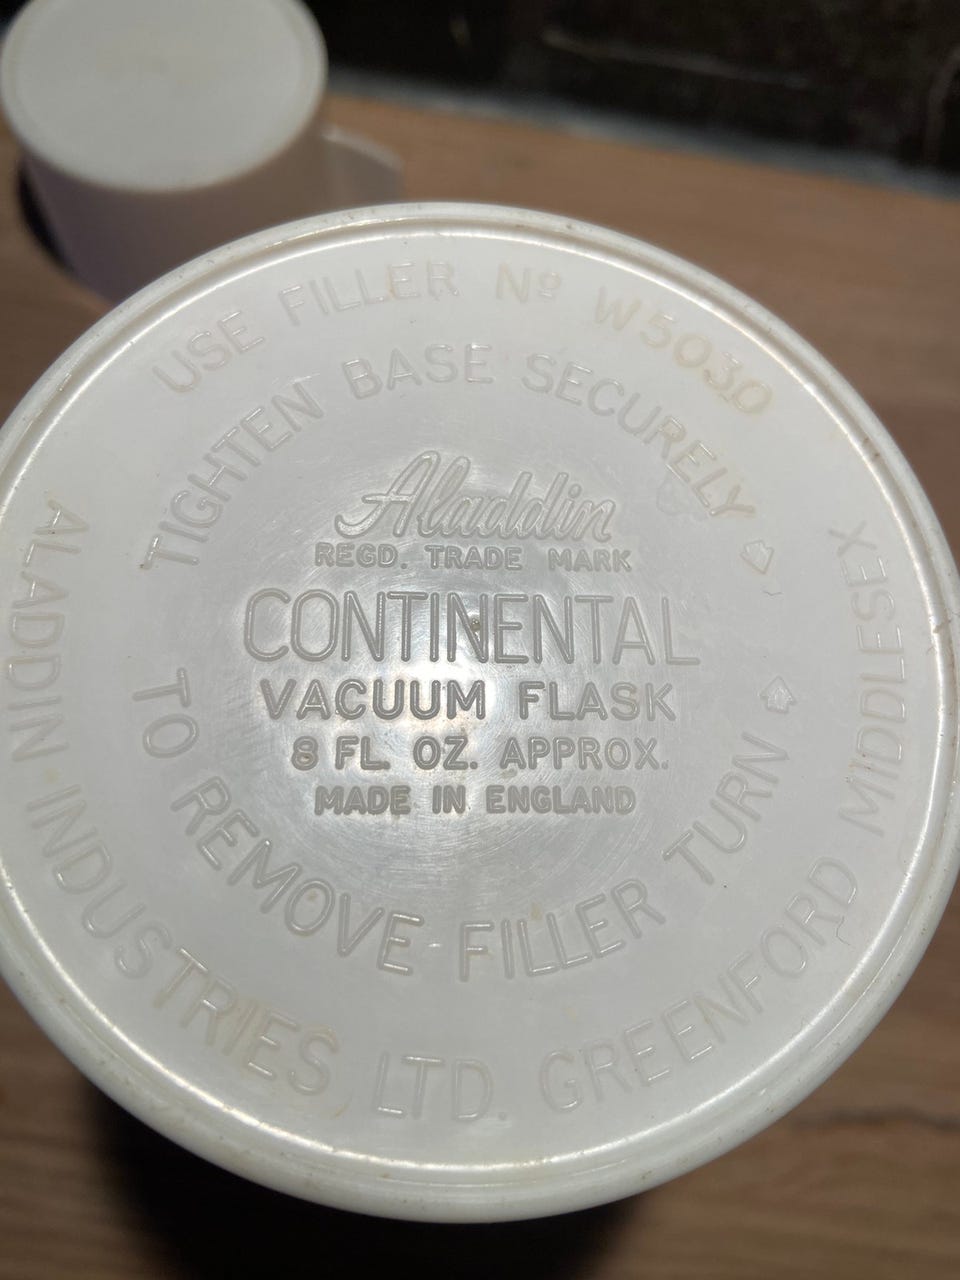 USE FILLER Nº W5030
TIGHTEN BASE SECURELY
Aladdin
REGD. TRADE MARK
CONTINENTAL
VACUUM FLASK
8 FL. OZ. APPROX.
MADE IN ENGLAND
TO REMOVE FILLER TURN
ALADDIN INDUSTRIES LTD. GREENFORD MIDDLESEX